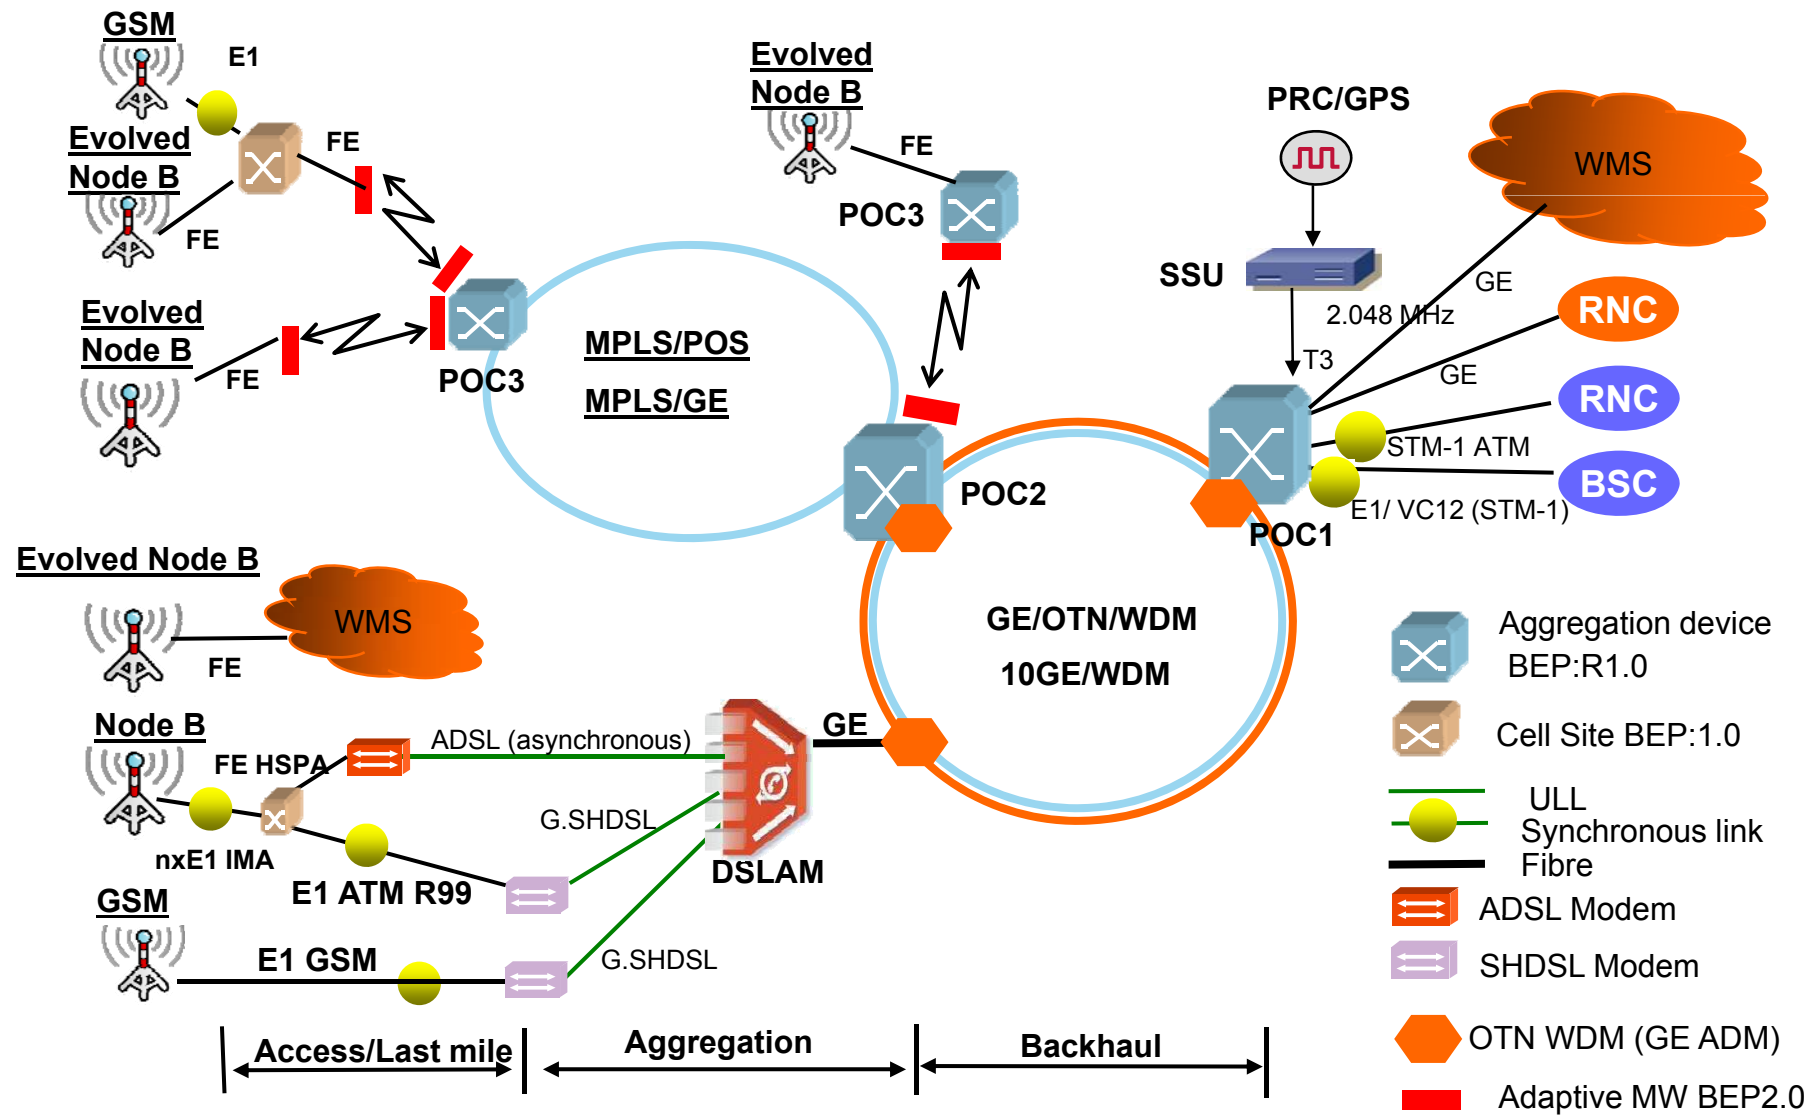 GSM
E1
Evolved
Node B
FE
FE
Evolved
Node B
FE
POC3
MPLS/POS
MPLS/GE
Evolved
Node B
FE
POC3
PRC/GPS
SSU
2.048 MHz
T3
WMS
GE
RNC
GE
RNC
STM-1 ATM
BSC
E1/ VC12 (STM-1)
POC1
POC2
GE/OTN/WDM
10GE/WDM
Evolved Node B
WMS
FE
Node B
FE HSPA
ADSL (asynchronous)
GE
nxE1 IMA
G.SHDSL
E1 ATM R99
DSLAM
GSM
E1 GSM
G.SHDSL
Access/Last mile
Aggregation
Backhaul
Aggregation device
BEP:R1.0
Cell Site BEP:1.0
ULL
Synchronous link
Fibre
ADSL Modem
SHDSL Modem
OTN WDM (GE ADM)
Adaptive MW BEP2.0